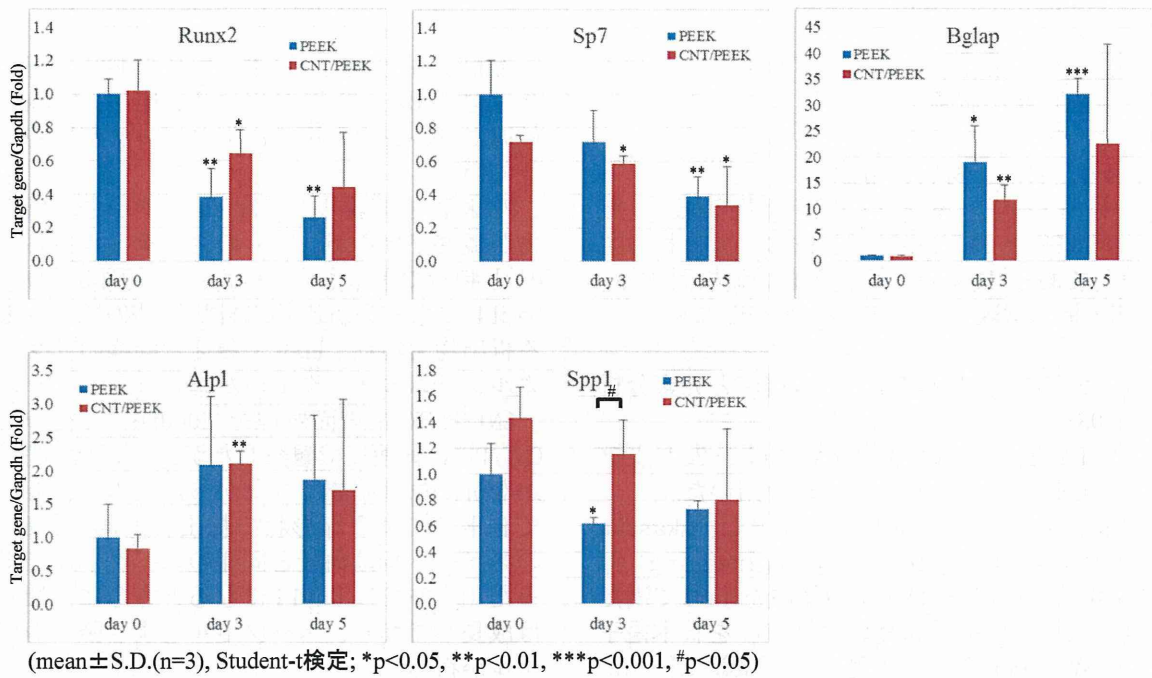 Target gene/Gapdh (Fold)
Runx2
PEEK
CNT/PEEK
1.4
1.2
1.0
0.8
0.6
0.4
0.2
0.0
**
*
**
day 0
day 3
day 5
Sp7
PEEK
CNT/PEEK
1.4
1.2
1.0
0.8
0.6
0.4
0.2
0.0
*
**
*
day 0
day 3
day 5
Bglap
PEEK
CNT/PEEK
45
40
35
30
25
20
15
10
5
0
*
**
***
day 0
day 3
day 5
Target gene/Gapdh (Fold)
Alpl
PEEK
CNT/PEEK
3.5
3.0
2.5
2.0
1.5
1.0
0.5
0.0
**
day 0
day 3
day 5
Spp1
PEEK
CNT/PEEK
1.8
1.6
1.4
1.2
1.0
0.8
0.6
0.4
0.2
0.0
*
#
day 0
day 3
day 5
(mean±S.D.(n=3), Student-t検定; *p<0.05, **p<0.01, ***p<0.001, #p<0.05)